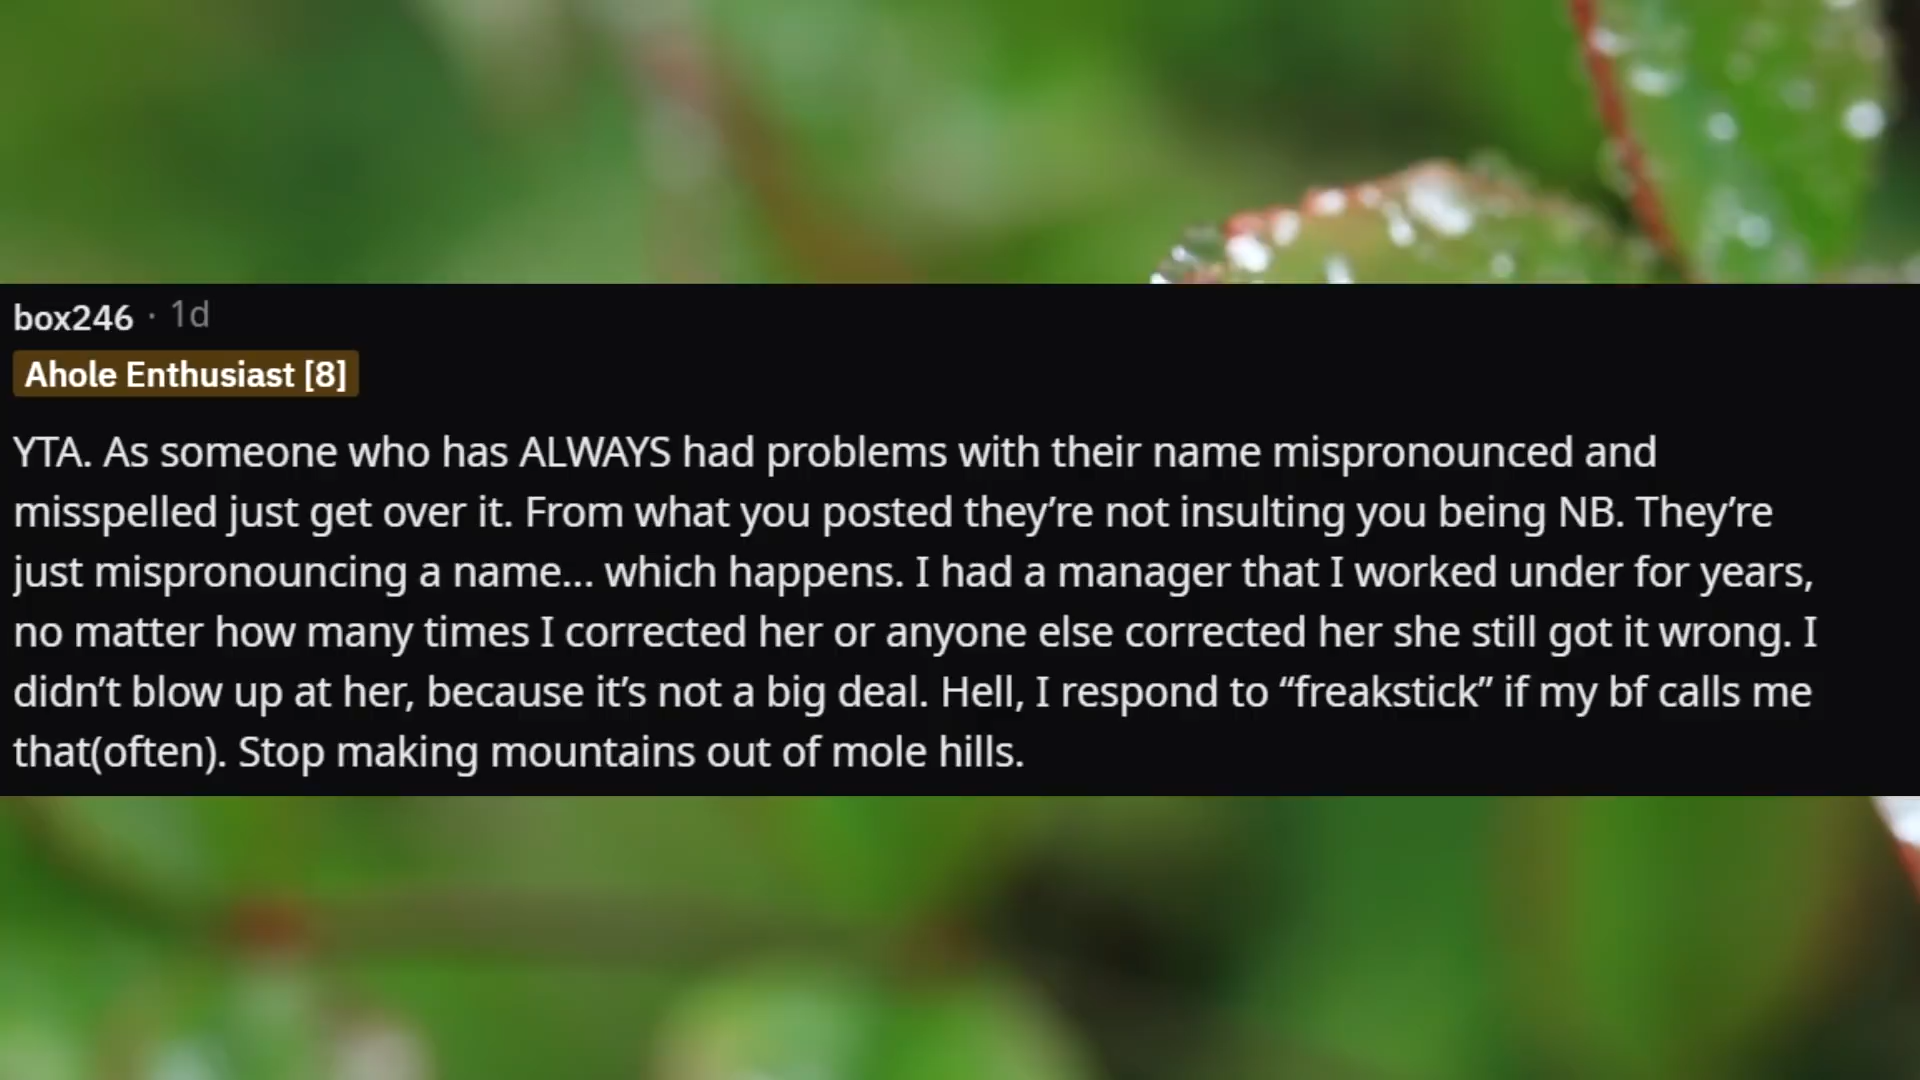 box246 · 1d
Ahole Enthusiast [8]
YTA. As someone who has ALWAYS had problems with their name mispronounced and
misspelled just get over it. From what you posted they’re not insulting you being NB. They’re
just mispronouncing a name... which happens. I had a manager that I worked under for years,
no matter how many times I corrected her or anyone else corrected her she still got it wrong. I
didn’t blow up at her, because it’s not a big deal. Hell, I respond to “freakstick” if my bf calls me
that(often). Stop making mountains out of mole hills.